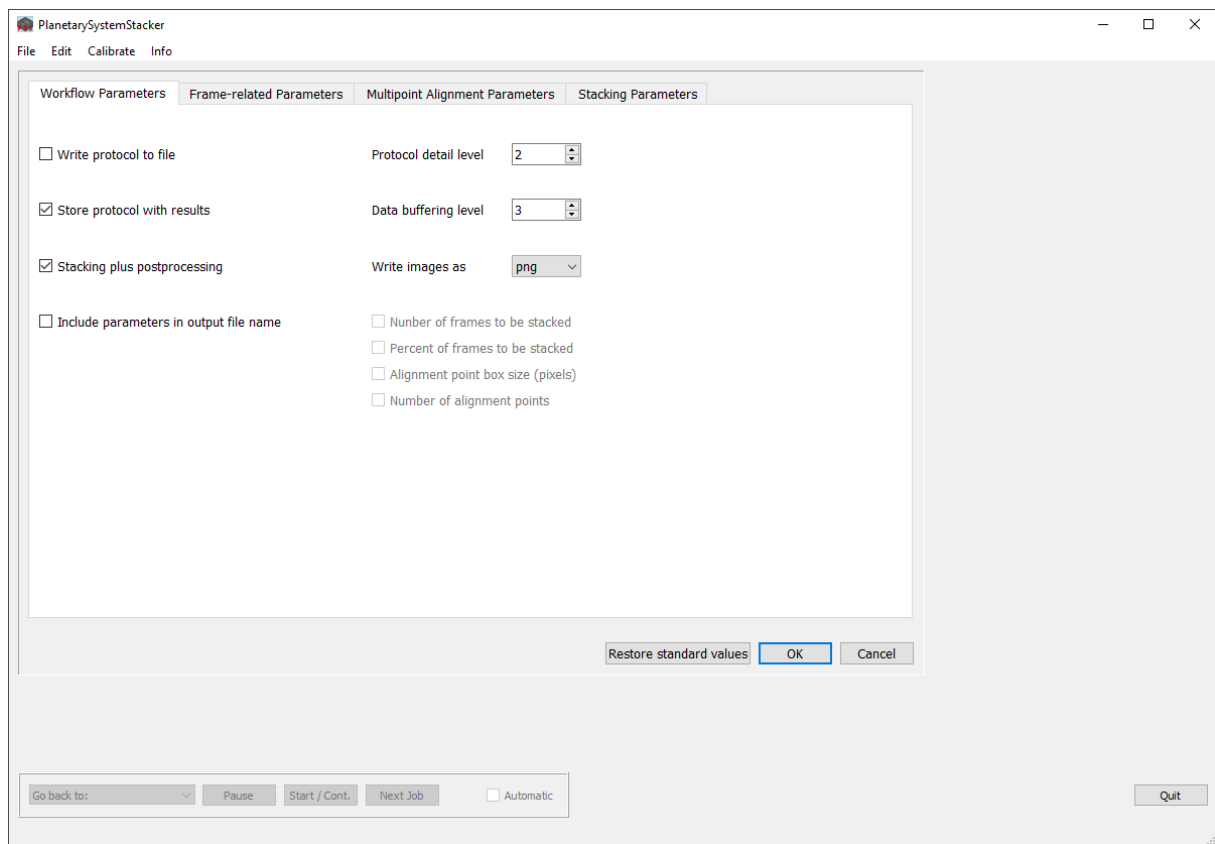 PlanetarySystemStacker
File Edit Calibrate Info
Workflow Parameters Frame-related Parameters Multipoint Alignment Parameters Stacking Parameters
Write protocol to file Protocol detail level 2
Store protocol with results Data buffering level 3
Stacking plus postprocessing Write images as png
Include parameters in output file name Nunber of frames to be stacked
Percent of frames to be stacked
Alignment point box size (pixels)
Number of alignment points
Restore standard values OK Cancel
Go back to: Pause Start / Cont. Next Job Automatic Quit